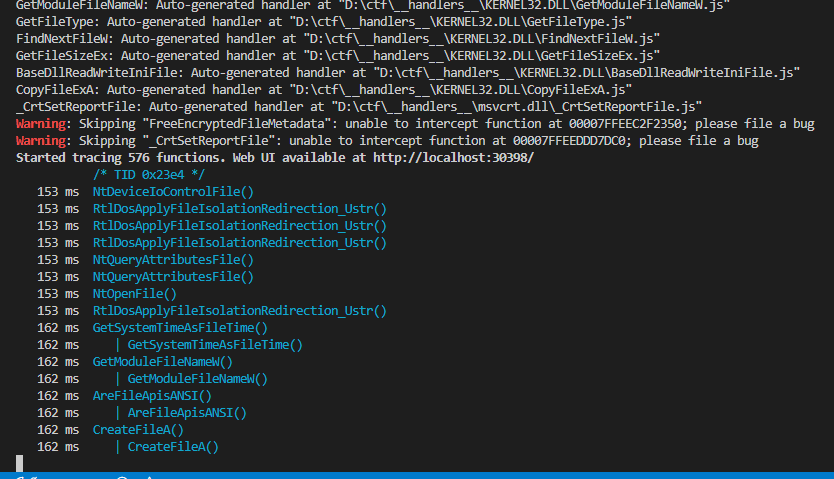 GetModuleFileNameW: Auto-generated handler at "D:\ctf\__handlers__\KERNEL32.DLL\GetModuleFileNameW.js"
GetFileType: Auto-generated handler at "D:\ctf\__handlers__\KERNEL32.DLL\GetFileType.js"
FindNextFileW: Auto-generated handler at "D:\ctf\__handlers__\KERNEL32.DLL\FindNextFileW.js"
GetFileSizeEx: Auto-generated handler at "D:\ctf\__handlers__\KERNEL32.DLL\GetFileSizeEx.js"
BaseDllReadWriteIniFile: Auto-generated handler at "D:\ctf\__handlers__\KERNEL32.DLL\BaseDllReadWriteIniFile.js"
CopyFileExA: Auto-generated handler at "D:\ctf\__handlers__\KERNEL32.DLL\CopyFileExA.js"
_CrtSetReportFile: Auto-generated handler at "D:\ctf\__handlers__\msvcrt.dll\_CrtSetReportFile.js"
Warning: Skipping "FreeEncryptedFileMetadata": unable to intercept function at 00007FFEEC2F2350; please file a bug
Warning: Skipping "_CrtSetReportFile": unable to intercept function at 00007FFEEDDD7DC0; please file a bug
Started tracing 576 functions. Web UI available at http://localhost:30398/
/* TID 0x23e4 */
153 ms NtDeviceIoControlFile()
153 ms RtlDosApplyFileIsolationRedirection_Ustr()
153 ms RtlDosApplyFileIsolationRedirection_Ustr()
153 ms RtlDosApplyFileIsolationRedirection_Ustr()
153 ms NtQueryAttributesFile()
153 ms NtQueryAttributesFile()
153 ms NtOpenFile()
153 ms RtlDosApplyFileIsolationRedirection_Ustr()
162 ms GetSystemTimeAsFileTime()
162 ms | GetSystemTimeAsFileTime()
162 ms GetModuleFileNameW()
162 ms | GetModuleFileNameW()
162 ms AreFileApisANSI()
162 ms | AreFileApisANSI()
162 ms CreateFileA()
162 ms | CreateFileA()